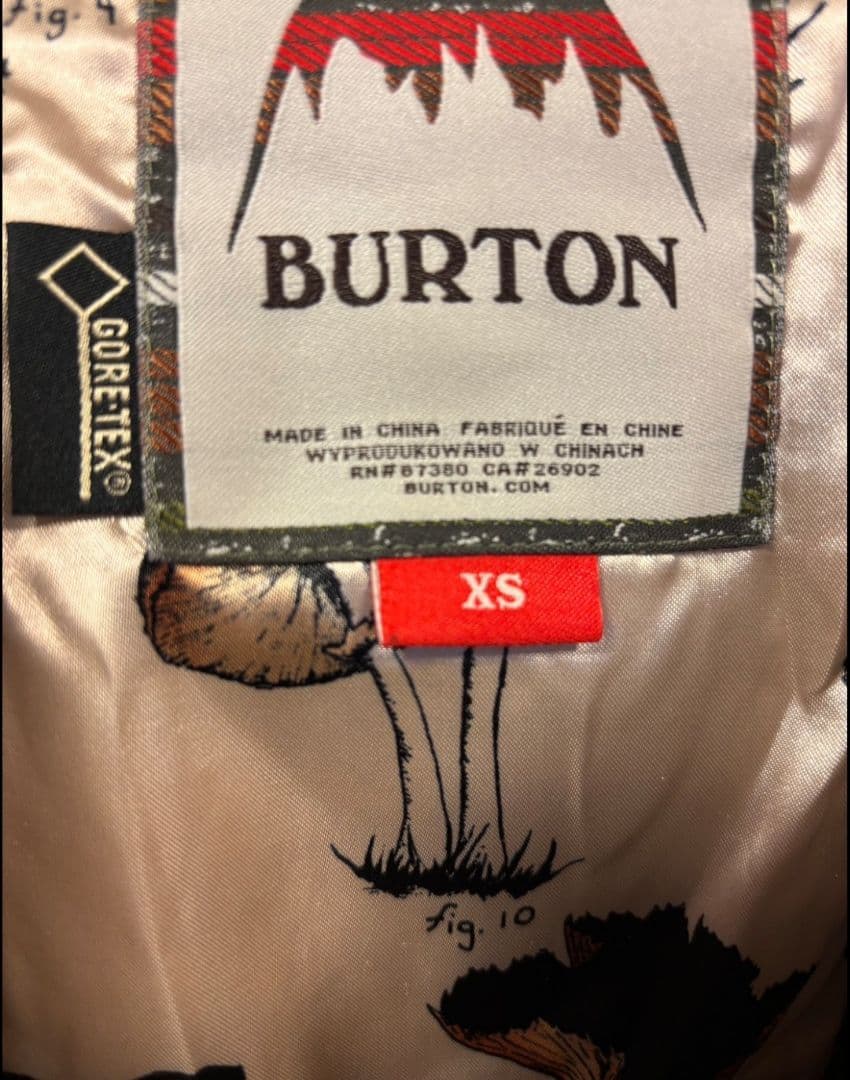 fig. 4
BURTON
GORE-TEX®
MADE IN CHINA FABRIQUÉ EN CHINE
WYPRODUKOWANO W CHINACH
RN#87380 CA#26902
BURTON.COM
XS
fig. 10